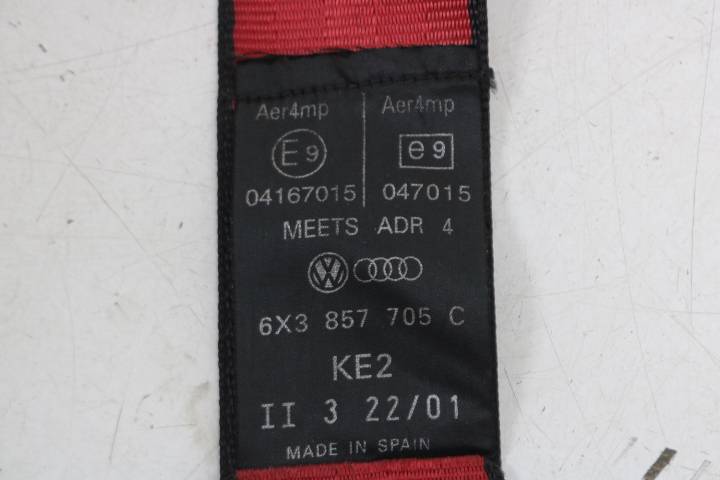 Aer4mp Aer4mp
E9 e9
04167015 047015
MEETS ADR 4
VW
6X3 857 705 C
KE2
II 3 22/01
MADE IN SPAIN